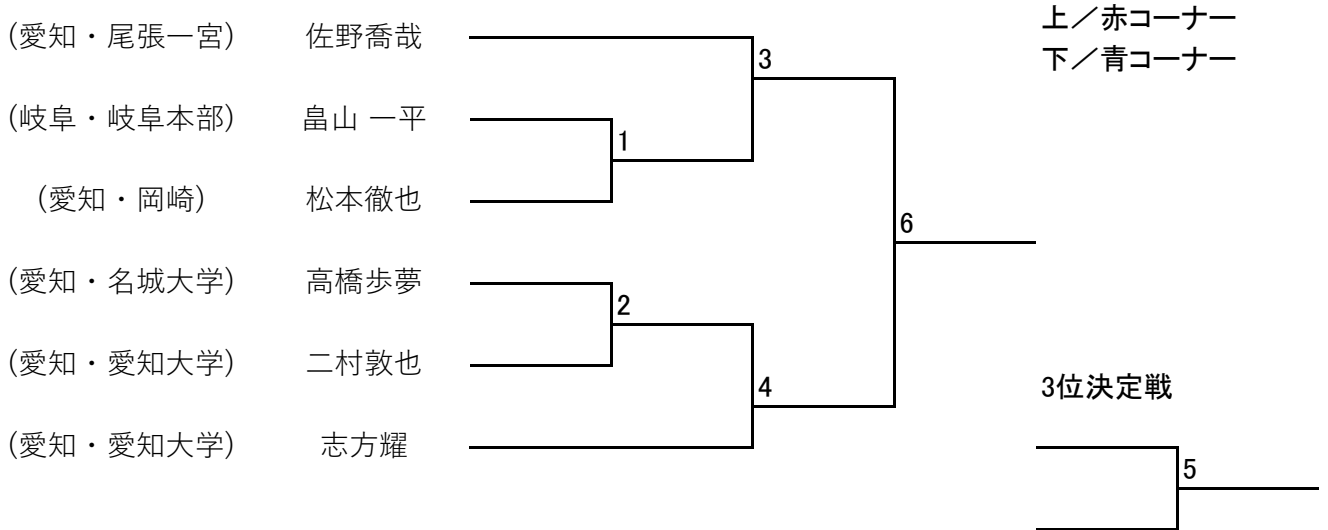 上／赤コーナー
下／青コーナー
(愛知・尾張一宮) 佐野喬哉
3
(岐阜・岐阜本部) 畠山 一平
1
(愛知・岡崎) 松本徹也
6
(愛知・名城大学) 高橋歩夢
2
(愛知・愛知大学) 二村敦也
4
3位決定戦
(愛知・愛知大学) 志方耀
5